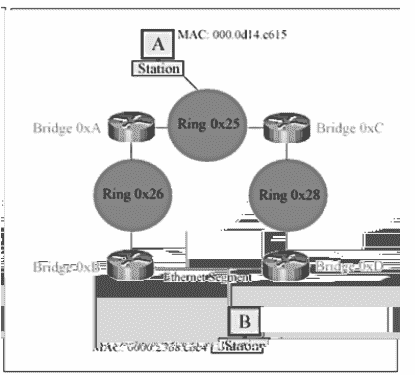 A
MAC: 000.0d14.c615
Station
Bridge 0xA
Ring 0x25
Bridge 0xC
Ring 0x26
Ring 0x28
Bridge 0xB
Ethernet Segment
Bridge 0xD
B
MAC:
Station